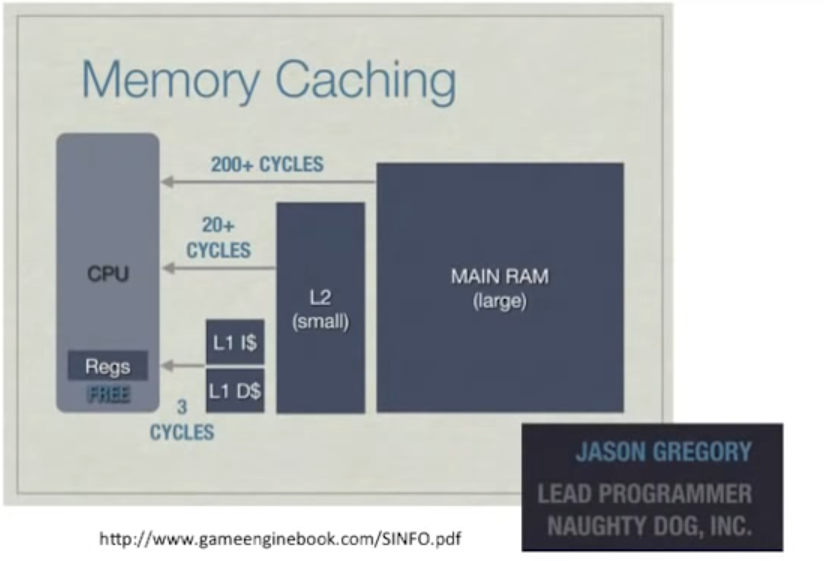 Memory Caching
200+ CYCLES
20+
CYCLES
CPU
MAIN RAM
(large)
L2
(small)
L1 I$
Regs
L1 D$
FREE
3
CYCLES
JASON GREGORY
LEAD PROGRAMMER
NAUGHTY DOG, INC.
http://www.gameenginebook.com/SINFO.pdf